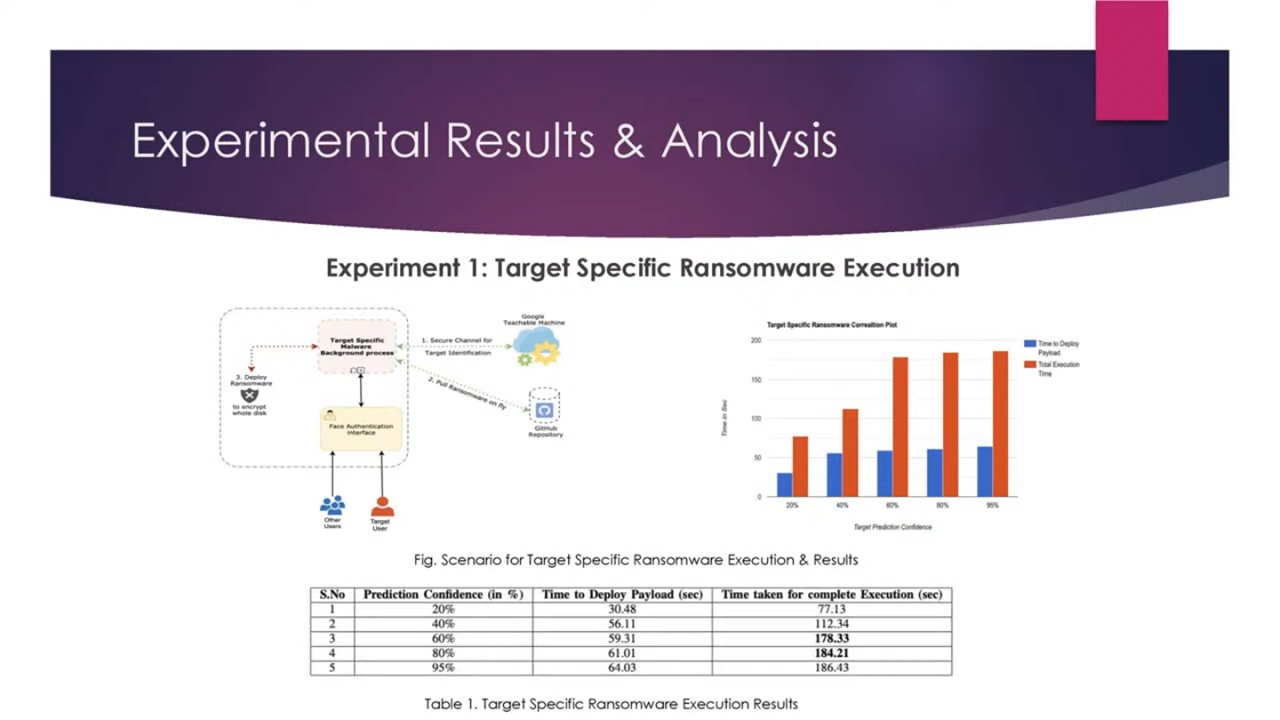 Experimental Results & Analysis
Experiment 1: Target Specific Ransomware Execution
Target Specific
Malware
Background process
1. Secure Channel for
Target Identification
Google
Teachable Machine
2. Pull Ransomware on fly
GitHub
Repository
3. Deploy
Ransomware
to encrypt
whole disk
Face Authentication
interface
Other
Users
Target
User
Target Specific Ransomware Correaltion Plot
Time in Sec
200
150
100
50
0
20% 40% 60% 80% 95%
Target Prediction Confidence
Time to Deploy
Payload
Total Execution
Time
Fig. Scenario for Target Specific Ransomware Execution & Results
S.No Prediction Confidence (in %) Time to Deploy Payload (sec) Time taken for complete Execution (sec)
1 20% 30.48 77.13
2 40% 56.11 112.34
3 60% 59.31 178.33
4 80% 61.01 184.21
5 95% 64.03 186.43
Table 1. Target Specific Ransomware Execution Results